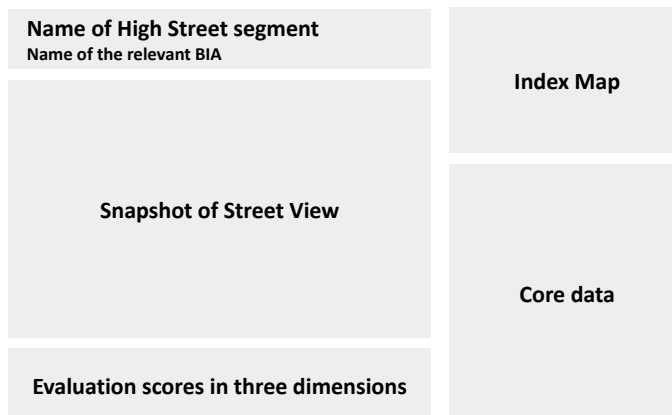 Name of High Street segment
Name of the relevant BIA
Snapshot of Street View
Evaluation scores in three dimensions
Index Map
Core data